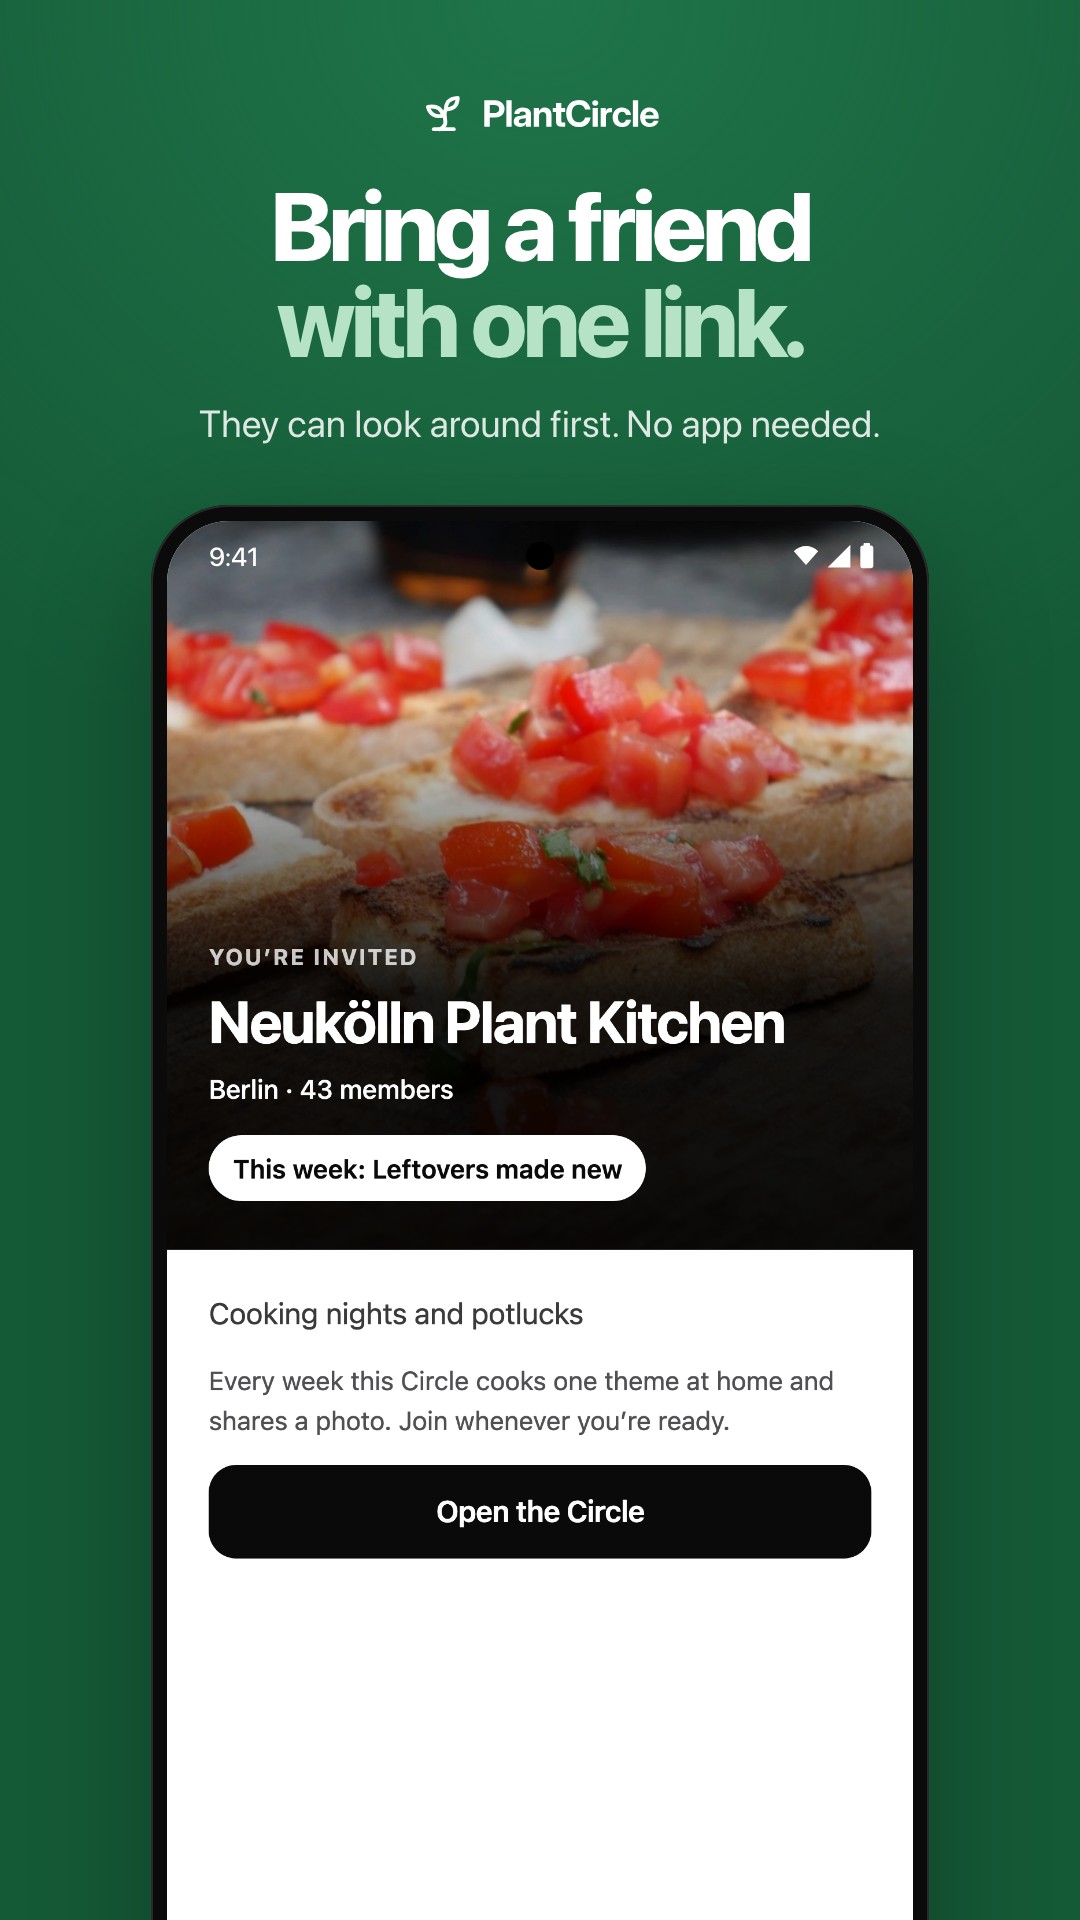 PlantCircle
Bring a friend
with one link.
They can look around first. No app needed.
9:41
YOU’RE INVITED
Neukölln Plant Kitchen
Berlin · 43 members
This week: Leftovers made new
Cooking nights and potlucks
Every week this Circle cooks one theme at home and
shares a photo. Join whenever you’re ready.
Open the Circle